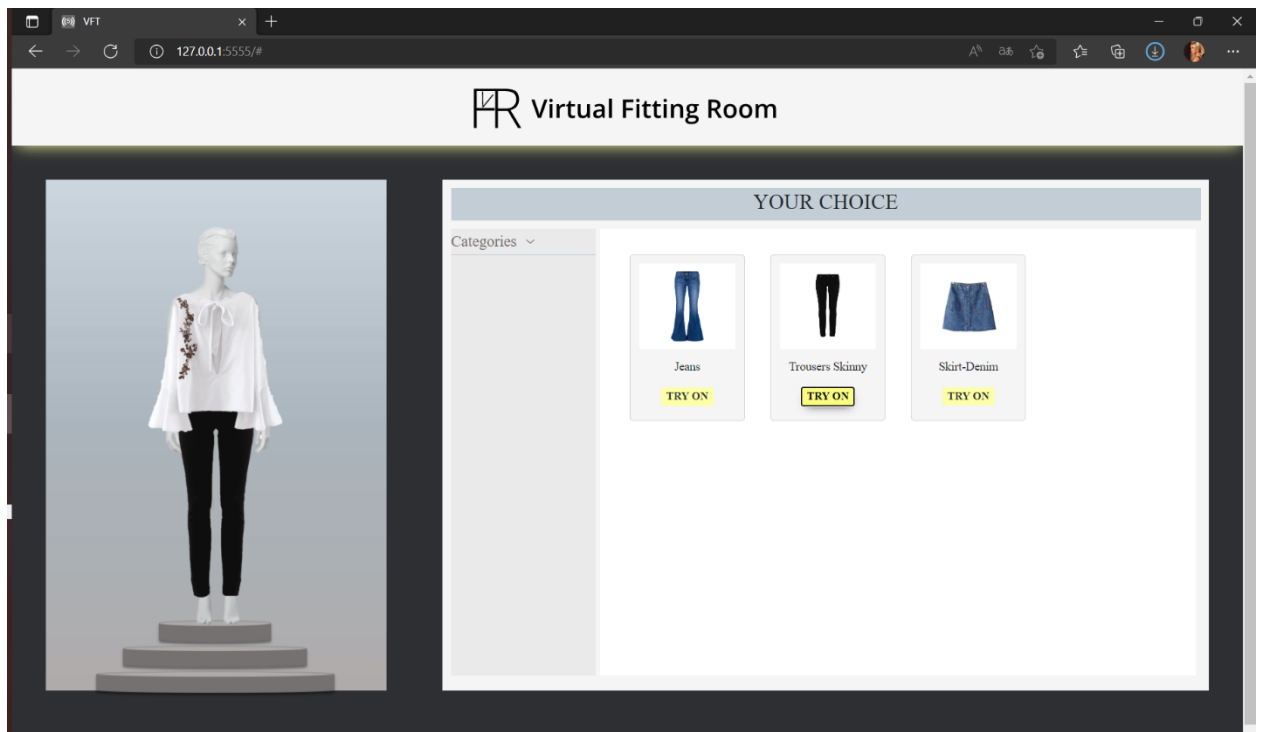 VFT
127.0.0.1:5555/#
Virtual Fitting Room
YOUR CHOICE
Categories
Jeans
Trousers Skinny
Skirt-Denim
TRY ON
TRY ON
TRY ON